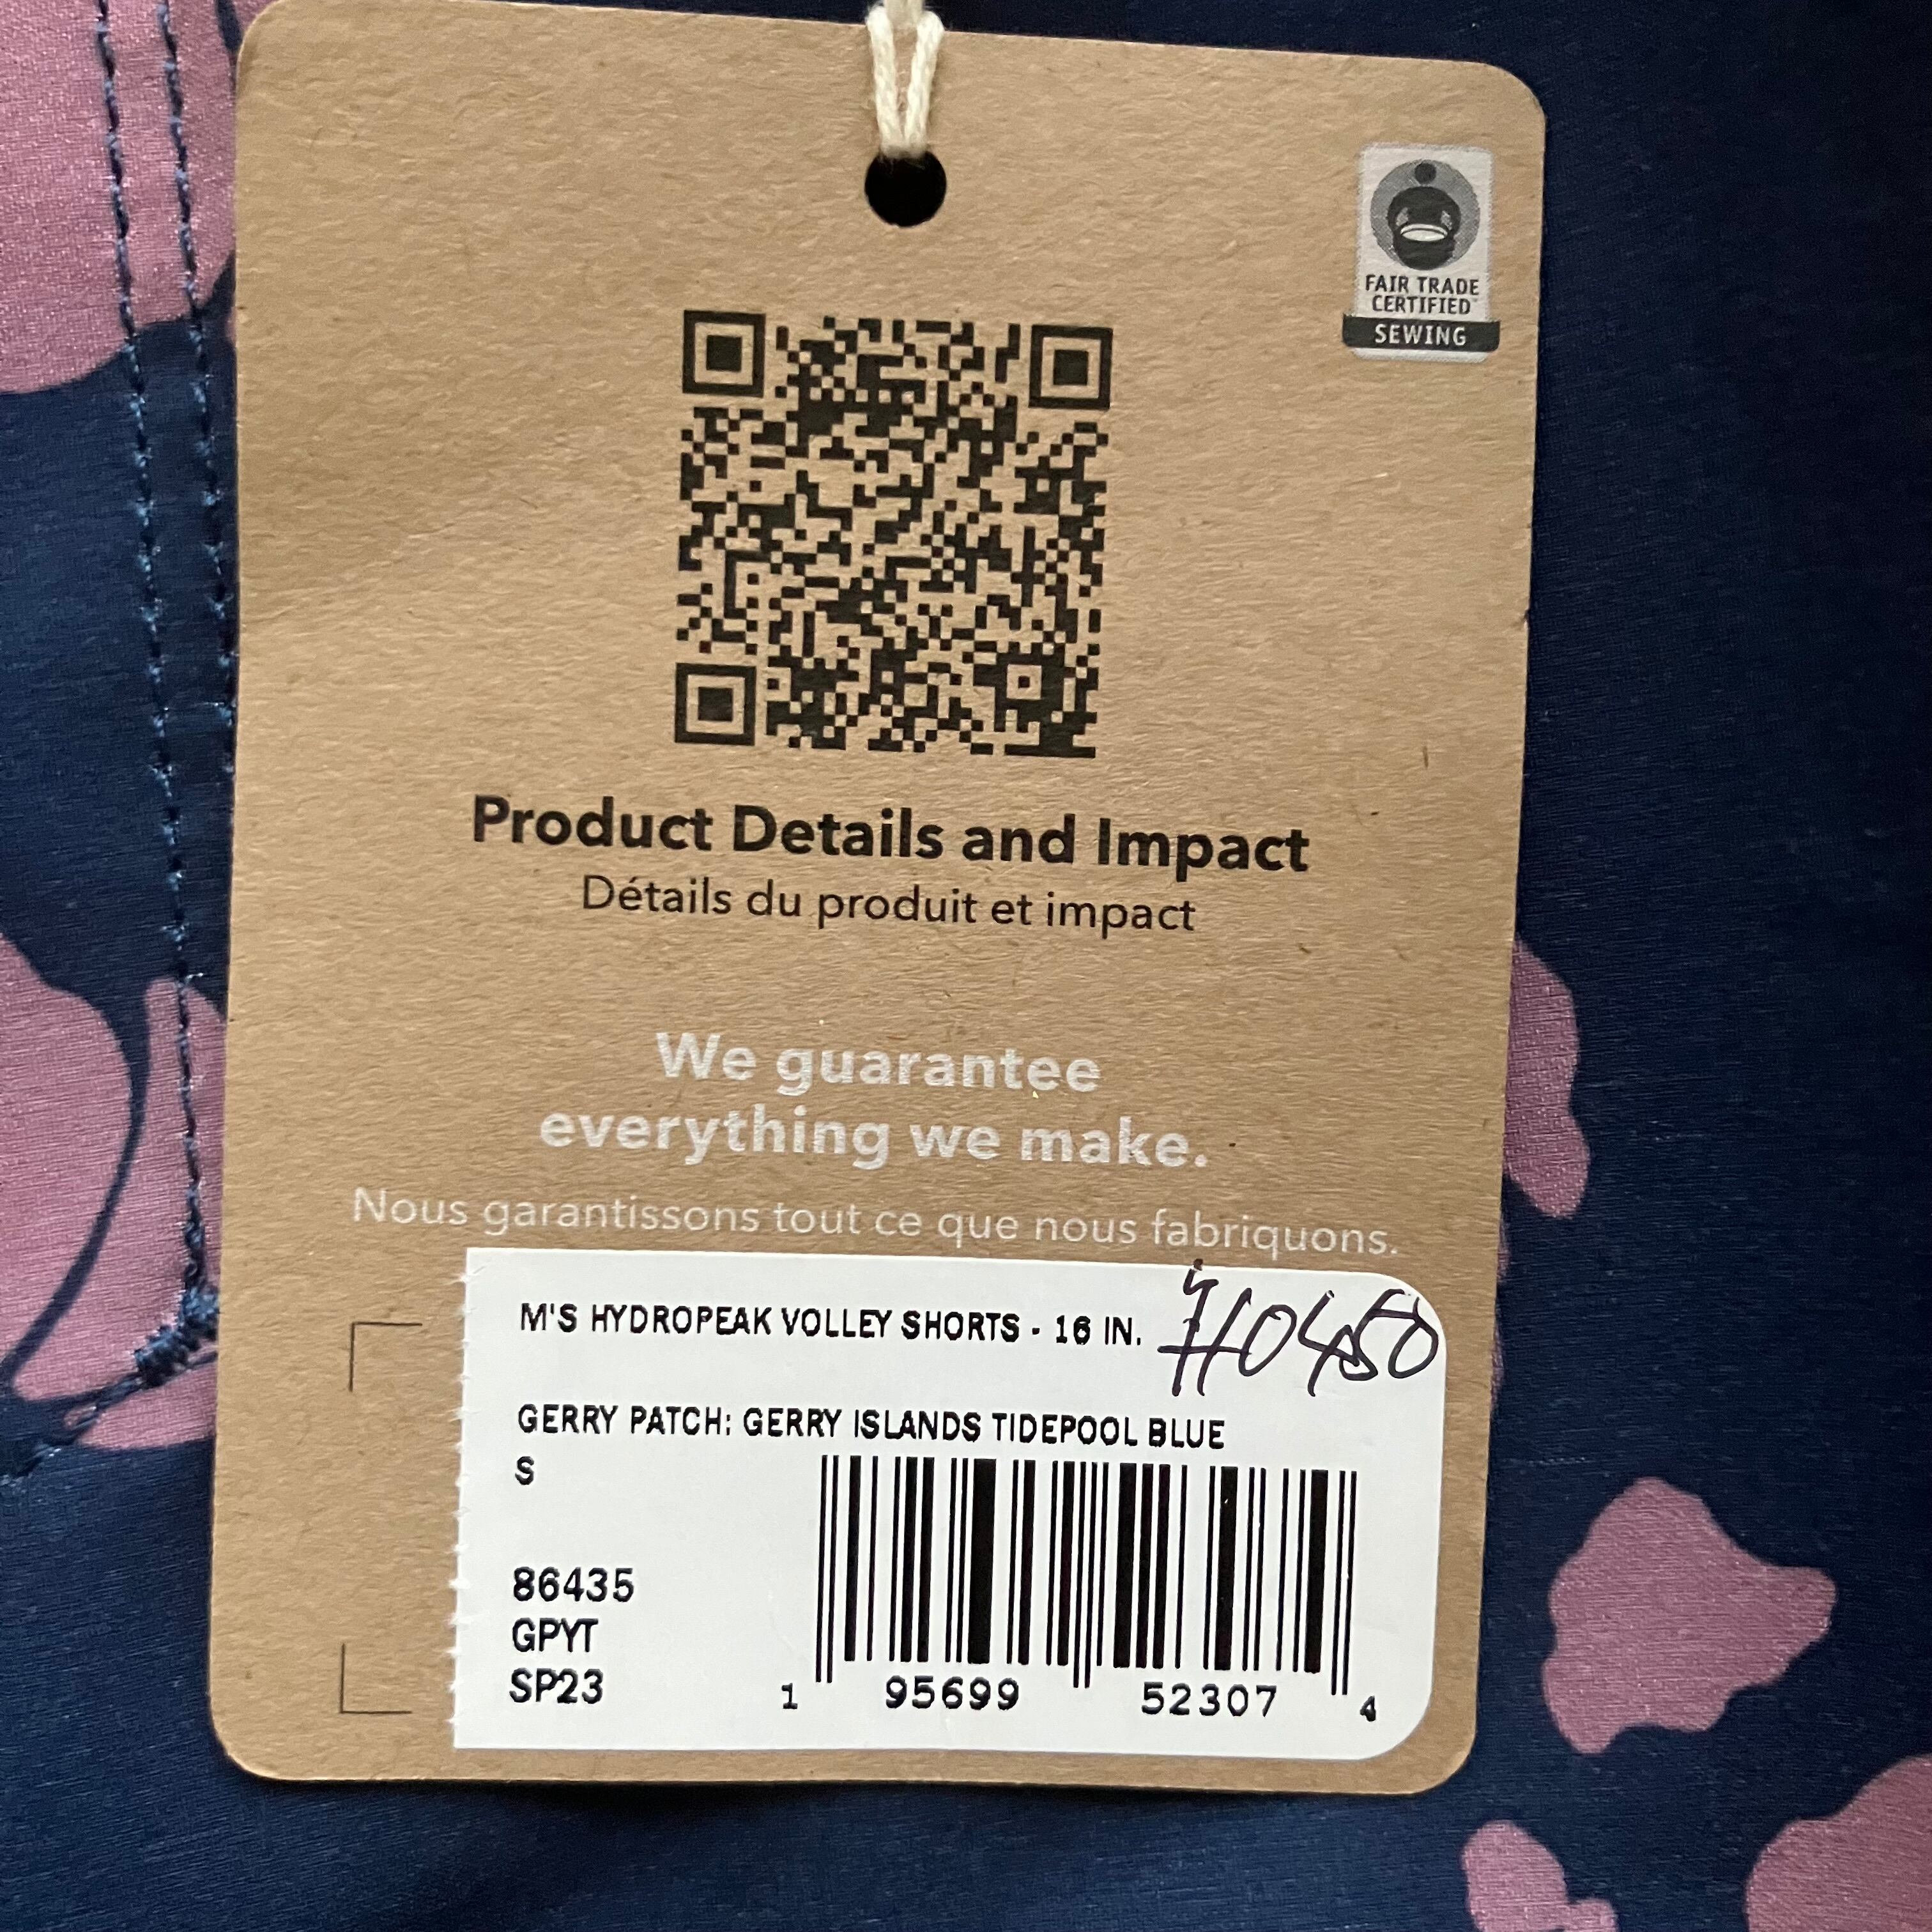 FAIR TRADE
CERTIFIED
SEWING
Product Details and Impact
Détails du produit et impact
We guarantee
everything we make.
Nous garantissons tout ce que nous fabriquons.
M'S HYDROPEAK VOLLEY SHORTS - 16 IN.
GERRY PATCH: GERRY ISLANDS TIDEPOOL BLUE
S
86435
GPYT
SP23
1 95699 52307 4